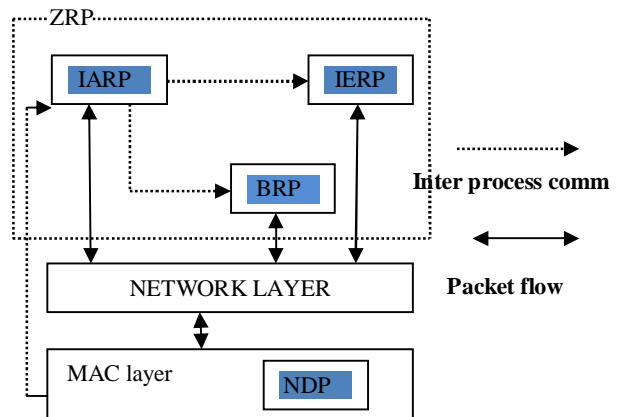 ZRP
IARP
IERP
BRP
Inter process comm
NETWORK LAYER
Packet flow
MAC layer
NDP